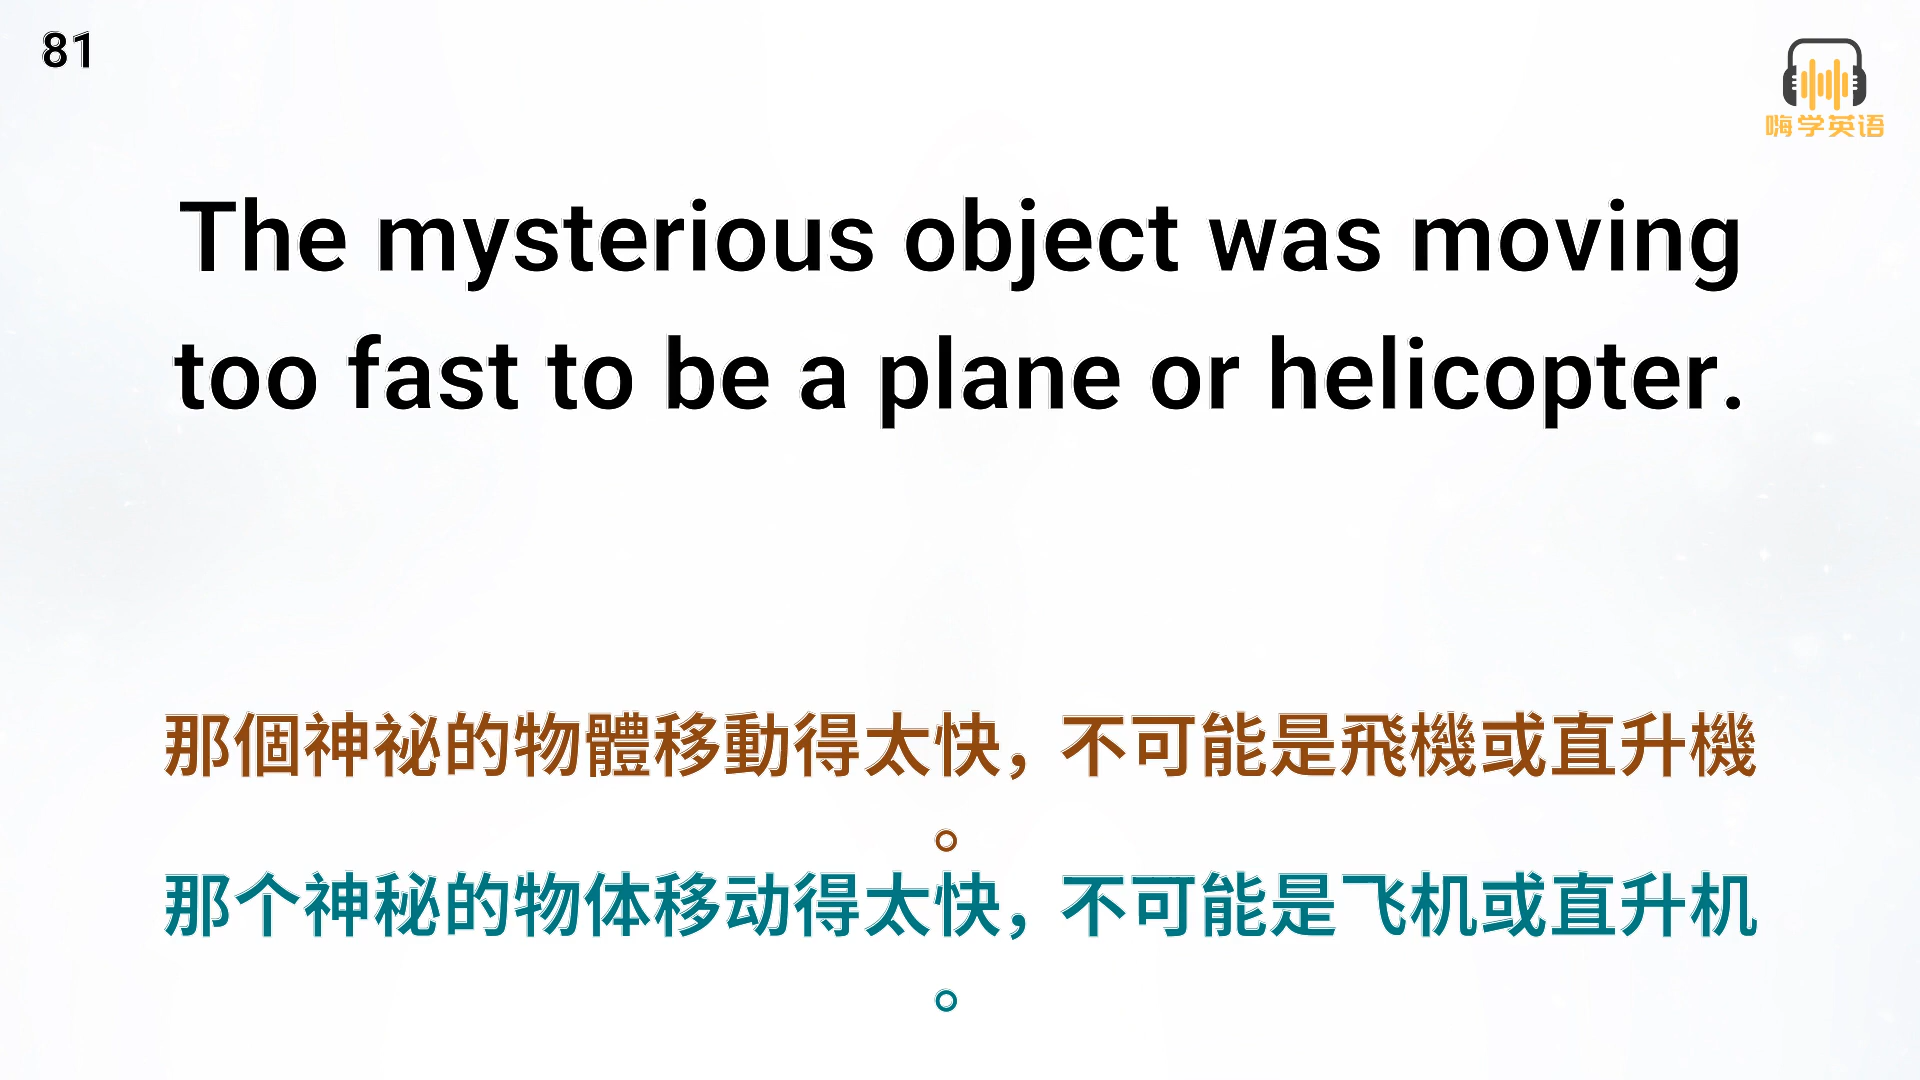 81
嗨学英语
The mysterious object was moving
too fast to be a plane or helicopter.
那個神祕的物體移動得太快，不可能是飛機或直升機
。
那个神秘的物体移动得太快，不可能是飞机或直升机
。